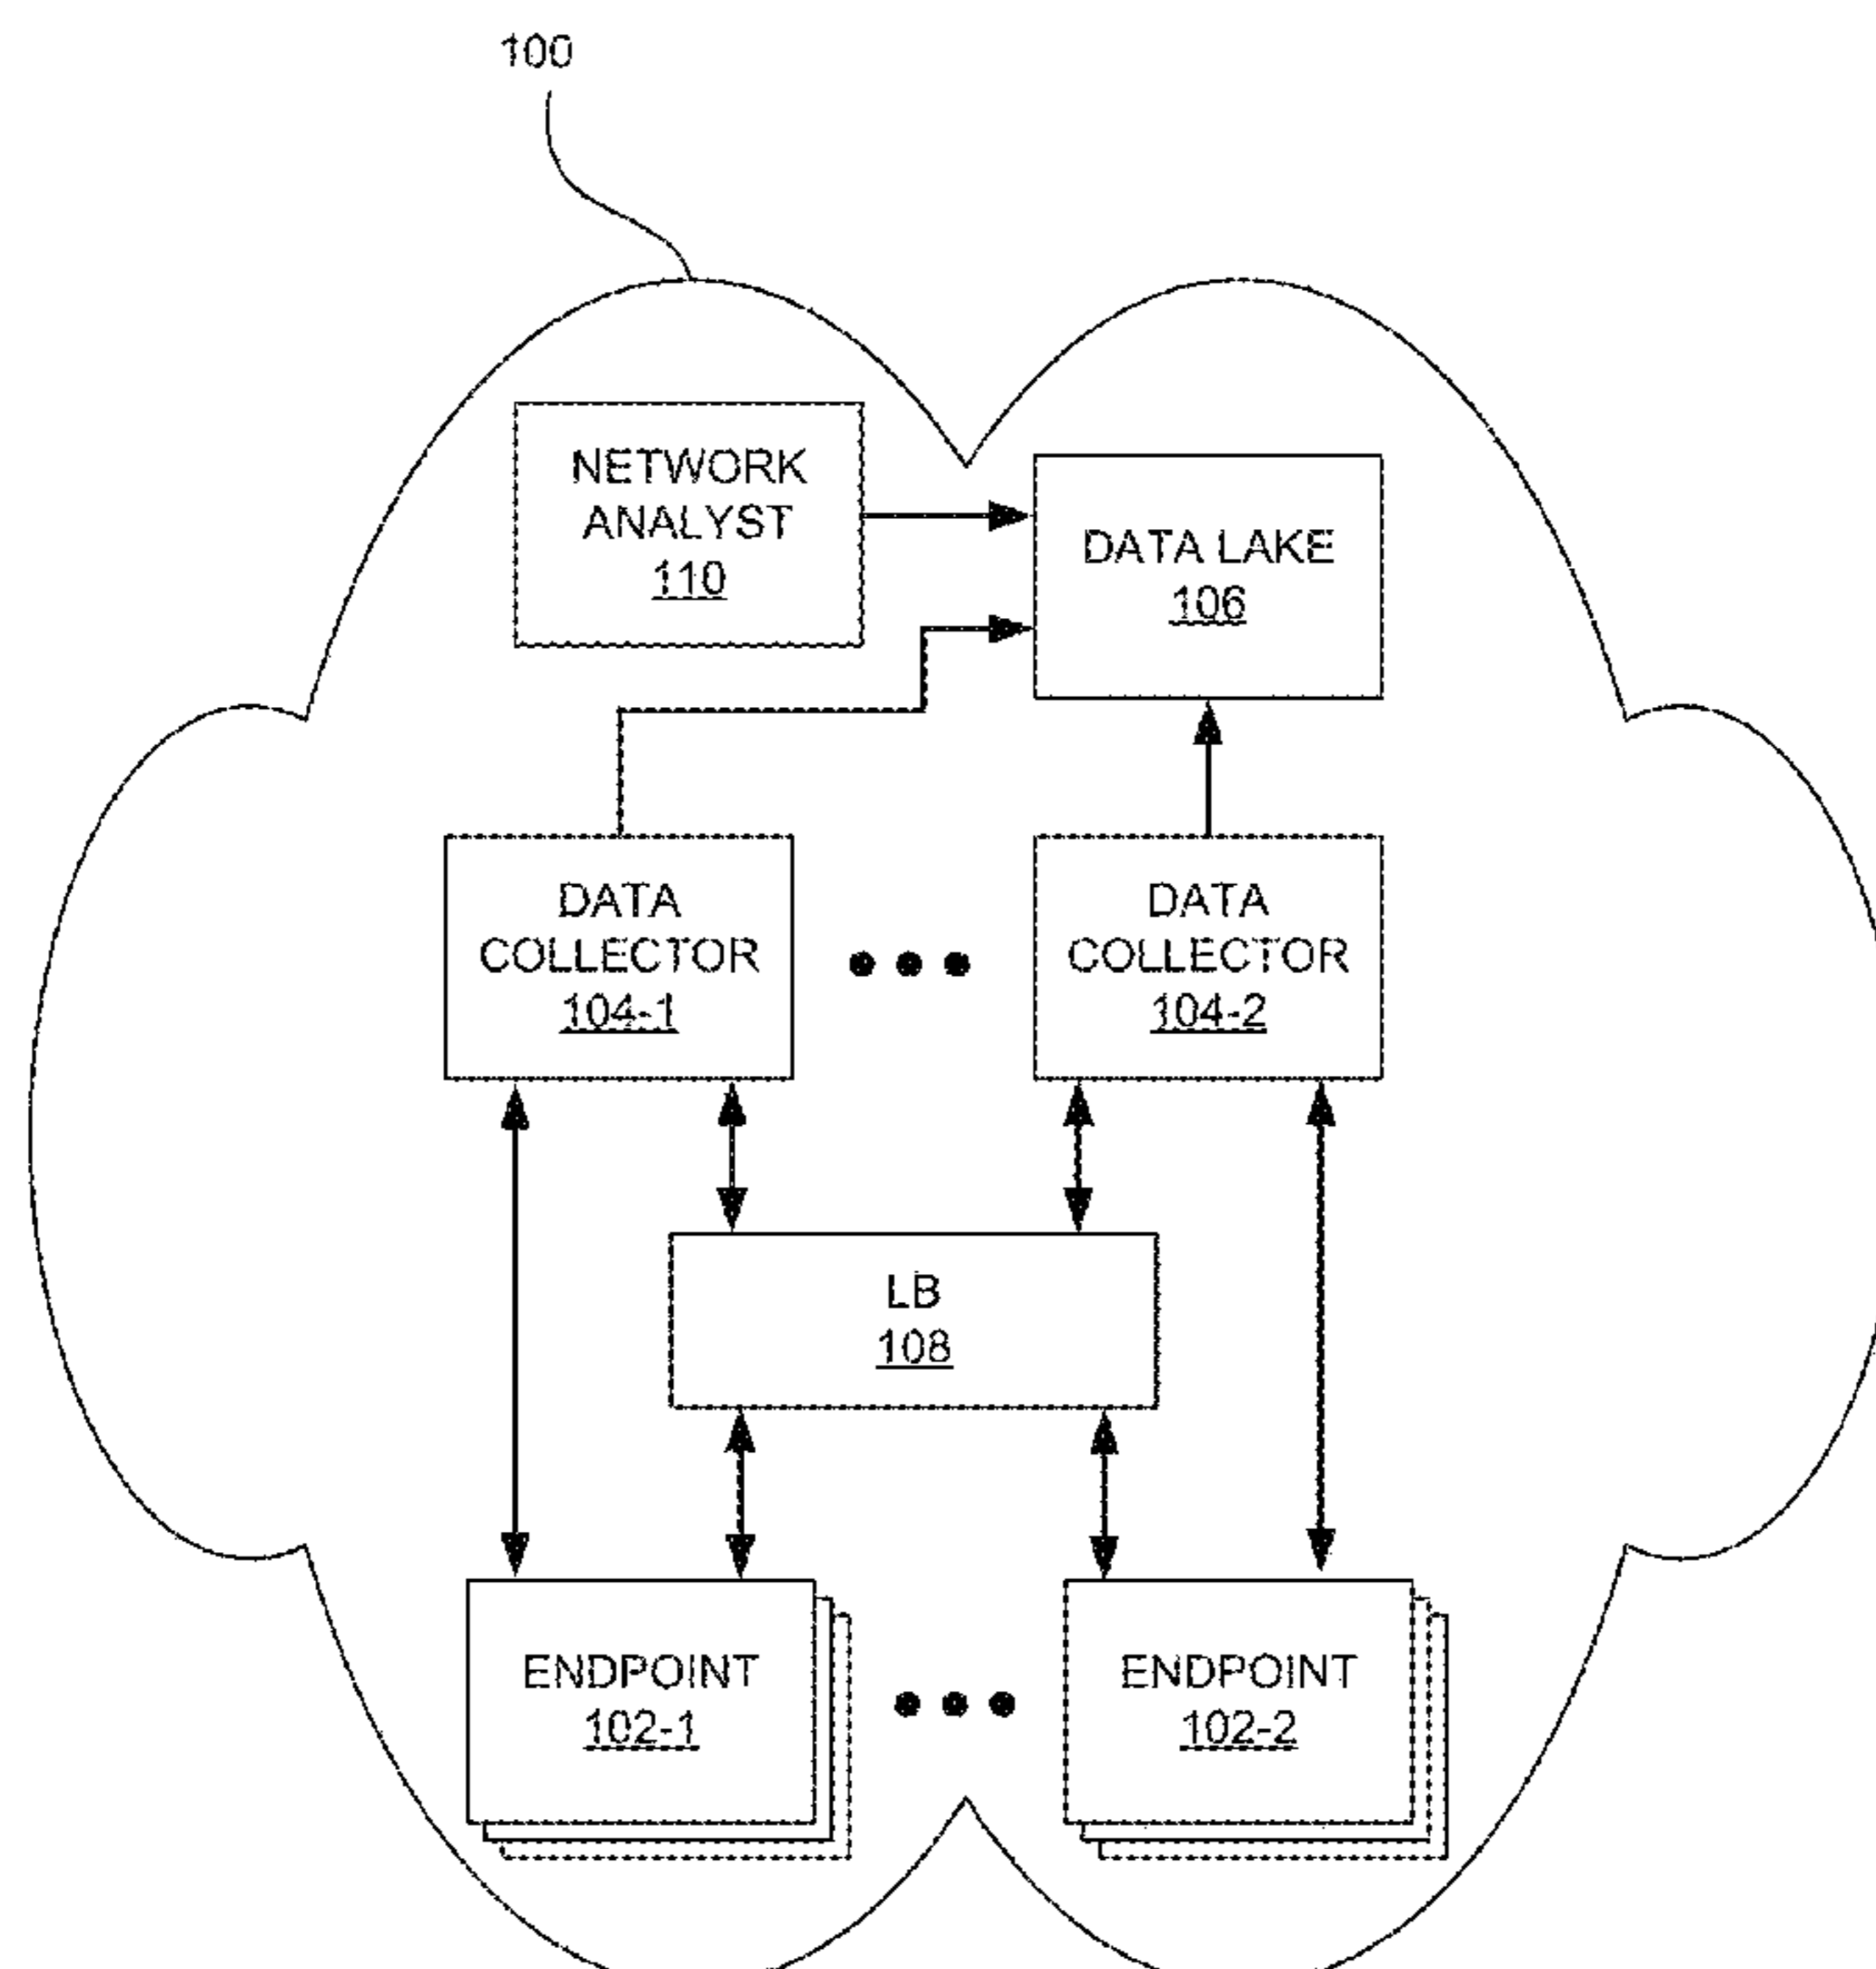 100
NETWORK
ANALYST
110
DATA LAKE
106
DATA
COLLECTOR
104-1
DATA
COLLECTOR
104-2
LB
108
ENDPOINT
102-1
ENDPOINT
102-2